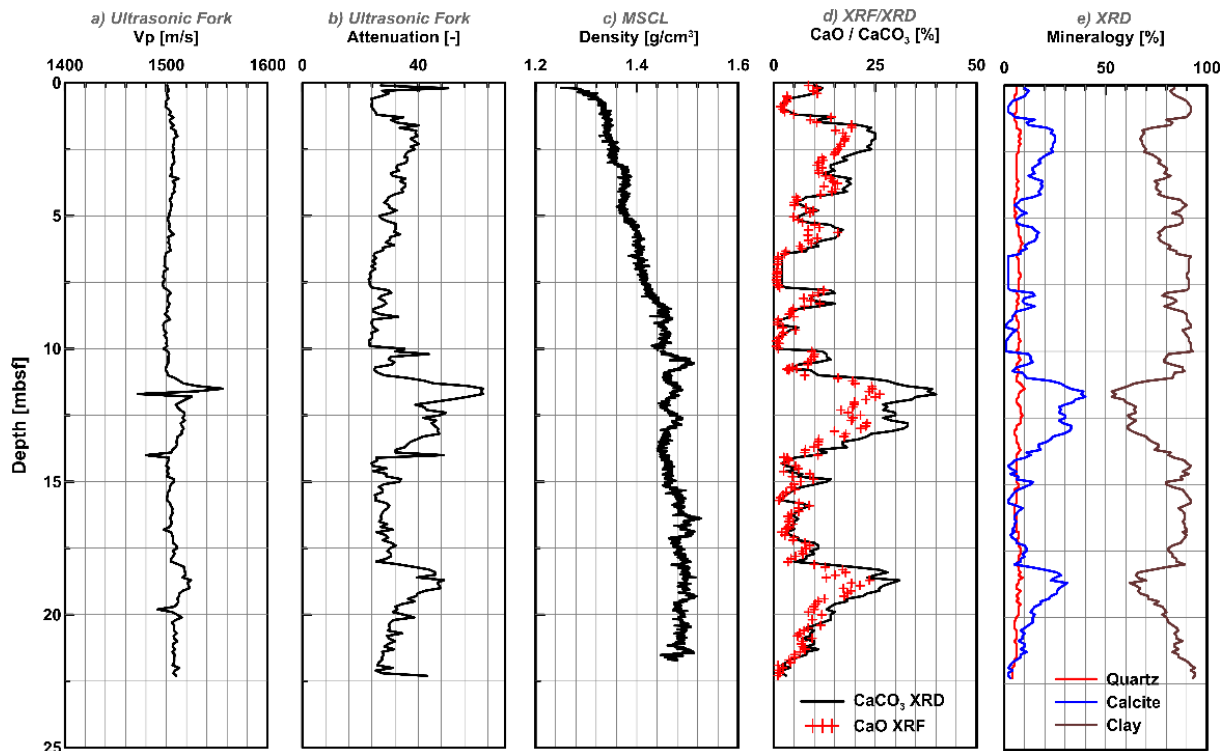 a) Ultrasonic Fork
Vp [m/s]
1400 1500 1600
b) Ultrasonic Fork
Attenuation [-]
0 40
c) MSCL
Density [g/cm³]
1.2 1.4 1.6
d) XRF/XRD
CaO / CaCO₃ [%]
0 25 50
e) XRD
Mineralogy [%]
0 50 100
Depth [mbsf]
0
5
10
15
20
25
CaCO₃ XRD
CaO XRF
Quartz
Calcite
Clay